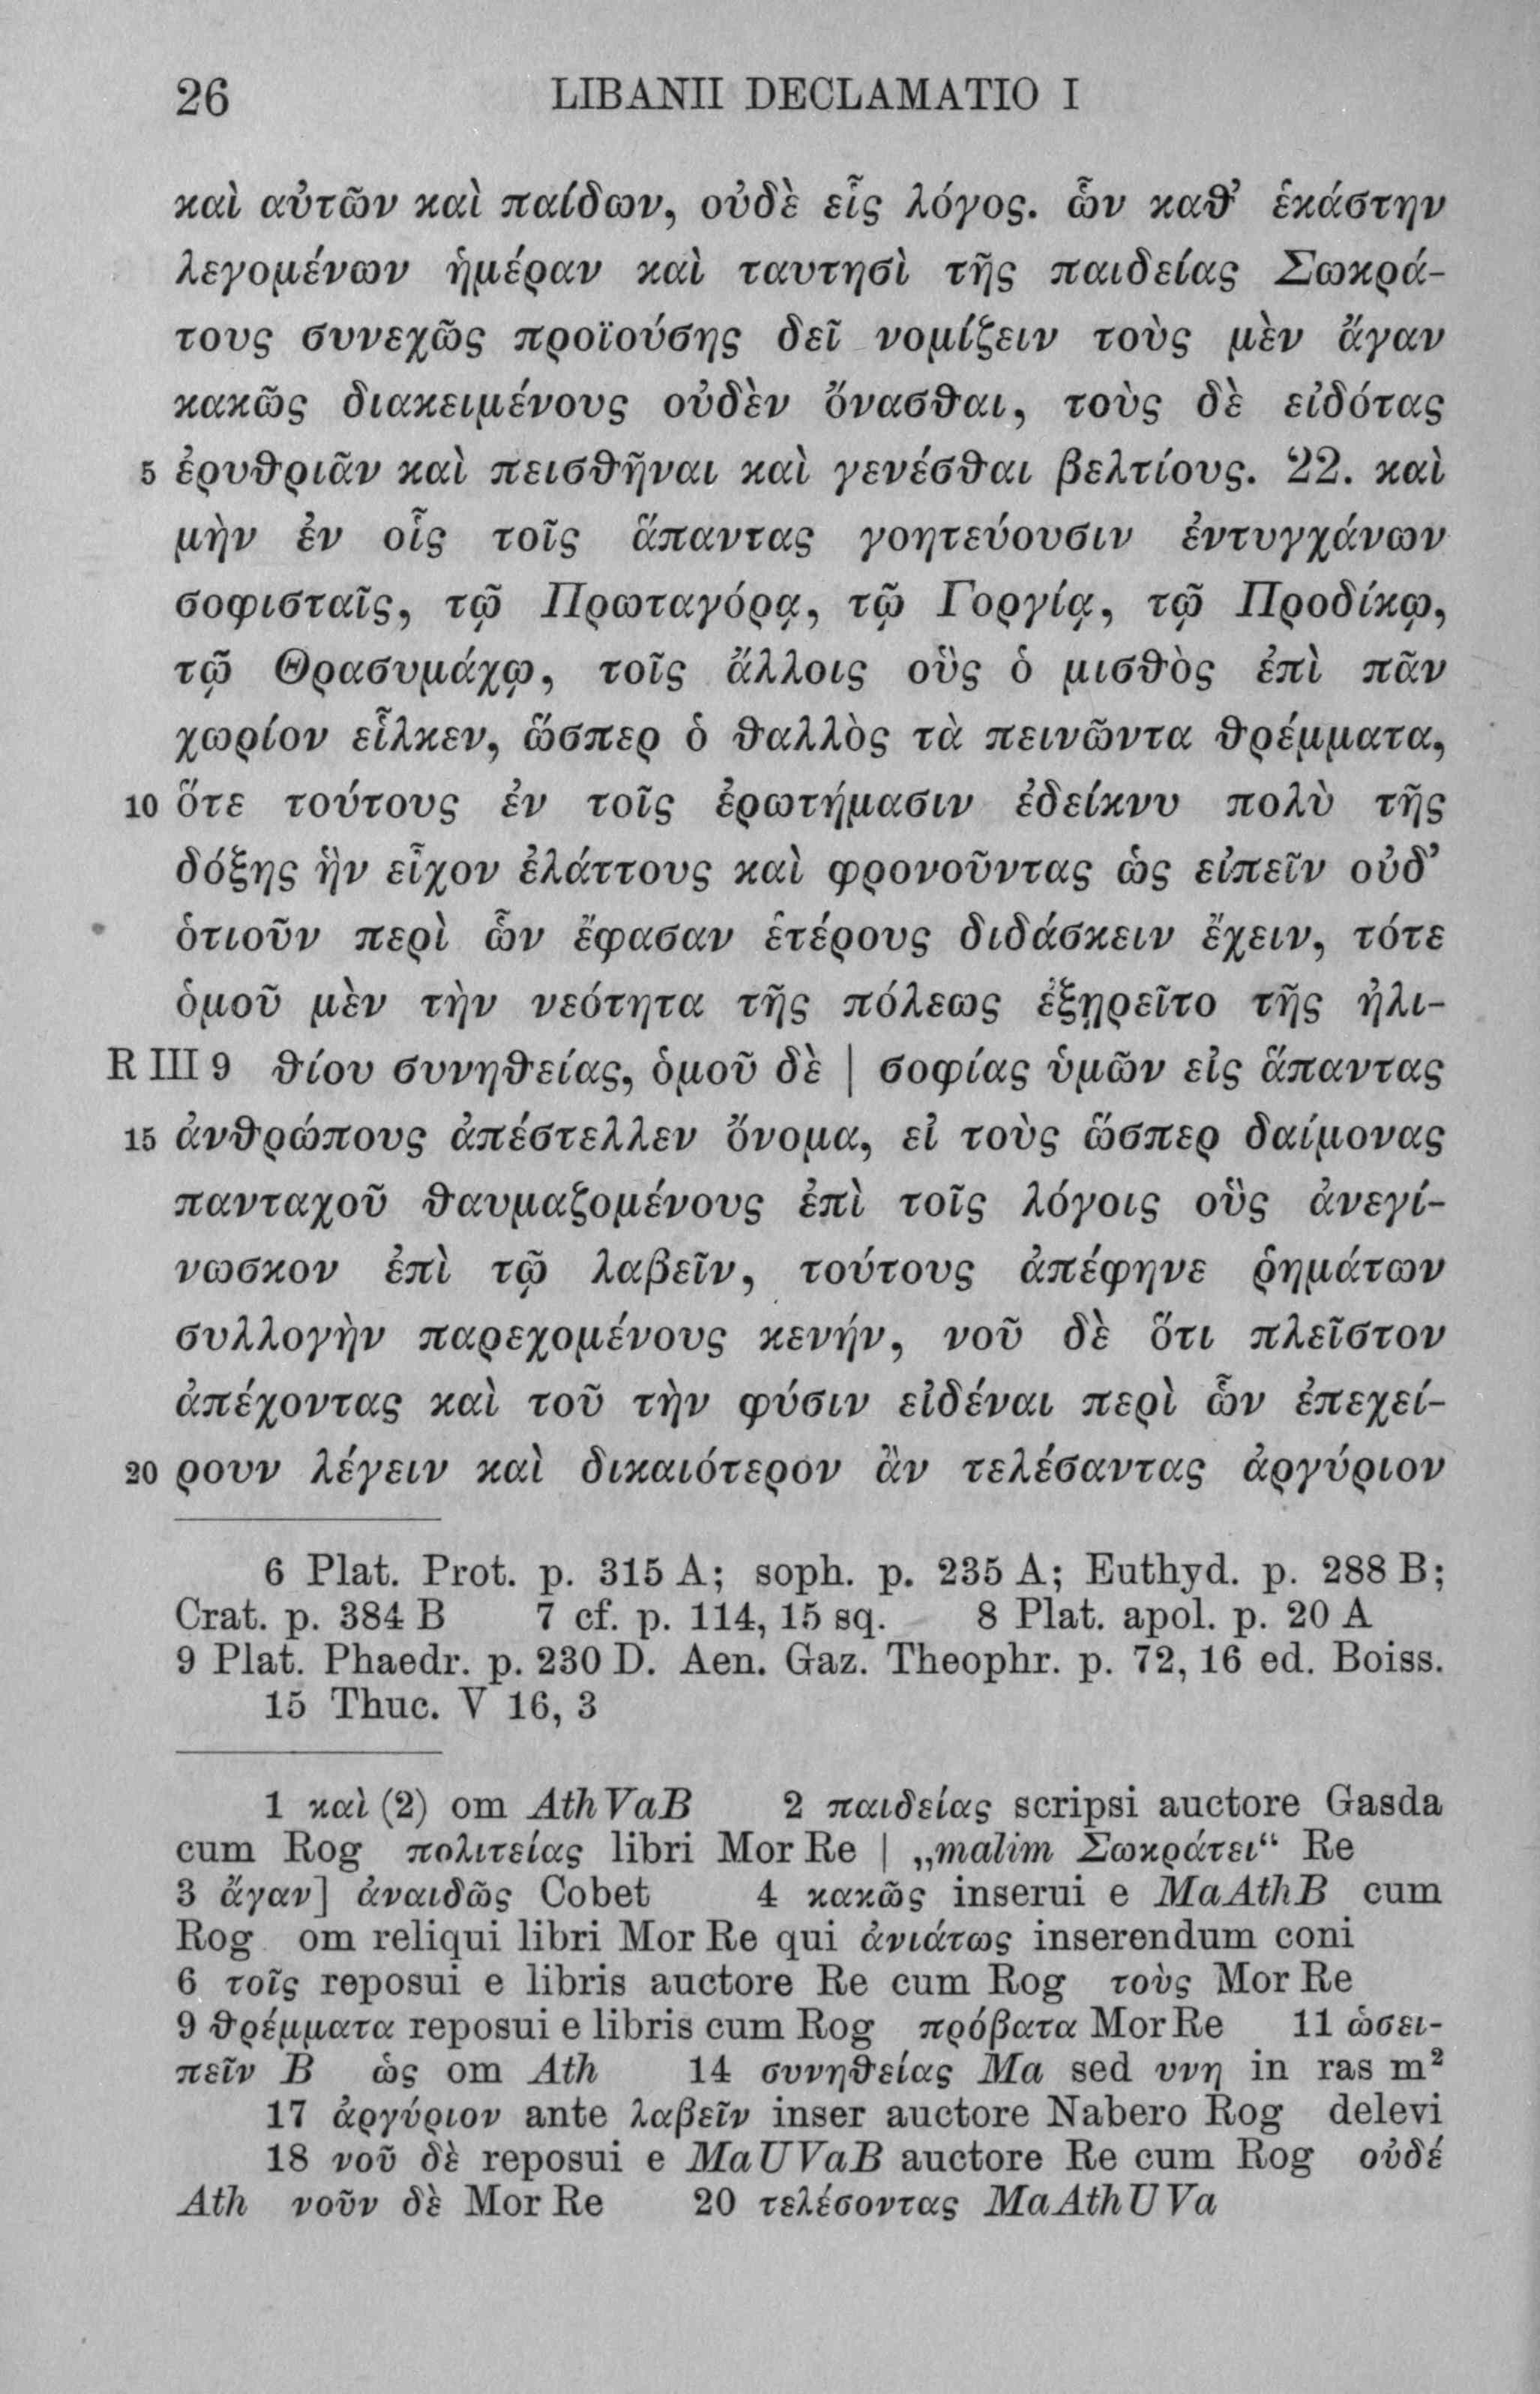 26 LIBANII DECLAMATIO I
καὶ αὐτῶν καὶ παίδων, οὐδὲ εἷς λόγος. ὧν καθ’ ἑκάστην
λεγομένων ἡμέραν καὶ ταυτησὶ τῆς παιδείας Σωκρά-
τους συνεχῶς προϊούσης δεῖ νομίζειν τοὺς μὲν ἄγαν
κακῶς διακειμένους οὐδὲν ὄνασθαι, τοὺς δὲ εἰδότας
5 ἐρυθριᾶν καὶ πεισθῆναι καὶ γενέσθαι βελτίους. 22. καὶ
μὴν ἐν οἷς τοῖς ἅπαντας γοητεύουσιν ἐντυγχάνων
σοφισταῖς, τῷ Πρωταγόρᾳ, τῷ Γοργίᾳ, τῷ Προδίκῳ,
τῷ Θρασυμάχῳ, τοῖς ἄλλοις οὓς ὁ μισθὸς ἐπὶ πᾶν
χωρίον εἷλκεν, ὥσπερ ὁ θαλλὸς τὰ πεινῶντα θρέμματα,
10 ὅτε τούτους ἐν τοῖς ἐρωτήμασιν ἐδείκνυ πολὺ τῆς
δόξης ἣν εἶχον ἐλάττους καὶ φρονοῦντας ὡς εἰπεῖν οὐδ’
ὁτιοῦν περὶ ὧν ἔφασαν ἑτέρους διδάσκειν ἔχειν, τότε
ὁμοῦ μὲν τὴν νεότητα τῆς πόλεως ἐξῃρεῖτο τῆς ἠλι-
R III 9 θίου συνηθείας, ὁμοῦ δὲ | σοφίας ὑμῶν εἰς ἅπαντας
15 ἀνθρώπους ἀπέστελλεν ὄνομα, εἰ τοὺς ὥσπερ δαίμονας
πανταχοῦ θαυμαζομένους ἐπὶ τοῖς λόγοις οὓς ἀνεγί-
νωσκον ἐπὶ τῷ λαβεῖν, τούτους ἀπέφηνε ῥημάτων
συλλογὴν παρεχομένους κενήν, νοῦ δὲ ὅτι πλεῖστον
ἀπέχοντας καὶ τοῦ τὴν φύσιν εἰδέναι περὶ ὧν ἐπεχεί-
20 ρουν λέγειν καὶ δικαιότερον ἂν τελέσαντας ἀργύριον
6 Plat. Prot. p. 315 A; soph. p. 235 A; Euthyd. p. 288 B;
Crat. p. 384 B 7 cf. p. 114, 15 sq. 8 Plat. apol. p. 20 A
9 Plat. Phaedr. p. 230 D. Aen. Gaz. Theophr. p. 72, 16 ed. Boiss.
15 Thuc. V 16, 3
1 καὶ (2) om Ath VaB 2 παιδείας scripsi auctore Gasda
cum Rog πολιτείας libri Mor Re | „malim Σωκράτει“ Re
3 ἄγαν] ἀναιδῶς Cobet 4 κακῶς inserui e MaAthB cum
Rog om reliqui libri Mor Re qui ἀνιάτως inserendum coni
6 τοῖς reposui e libris auctore Re cum Rog τοὺς Mor Re
9 θρέμματα reposui e libris cum Rog πρόβατα Mor Re 11 ὡσει-
πεῖν B ὡς om Ath 14 συνηθείας Ma sed υνη in ras m²
17 ἀργύριον ante λαβεῖν inser auctore Nabero Rog delevi
18 νοῦ δὲ reposui e MaUVaB auctore Re cum Rog οὐδέ
Ath νοῦν δὲ Mor Re 20 τελέσοντας MaAthUVa